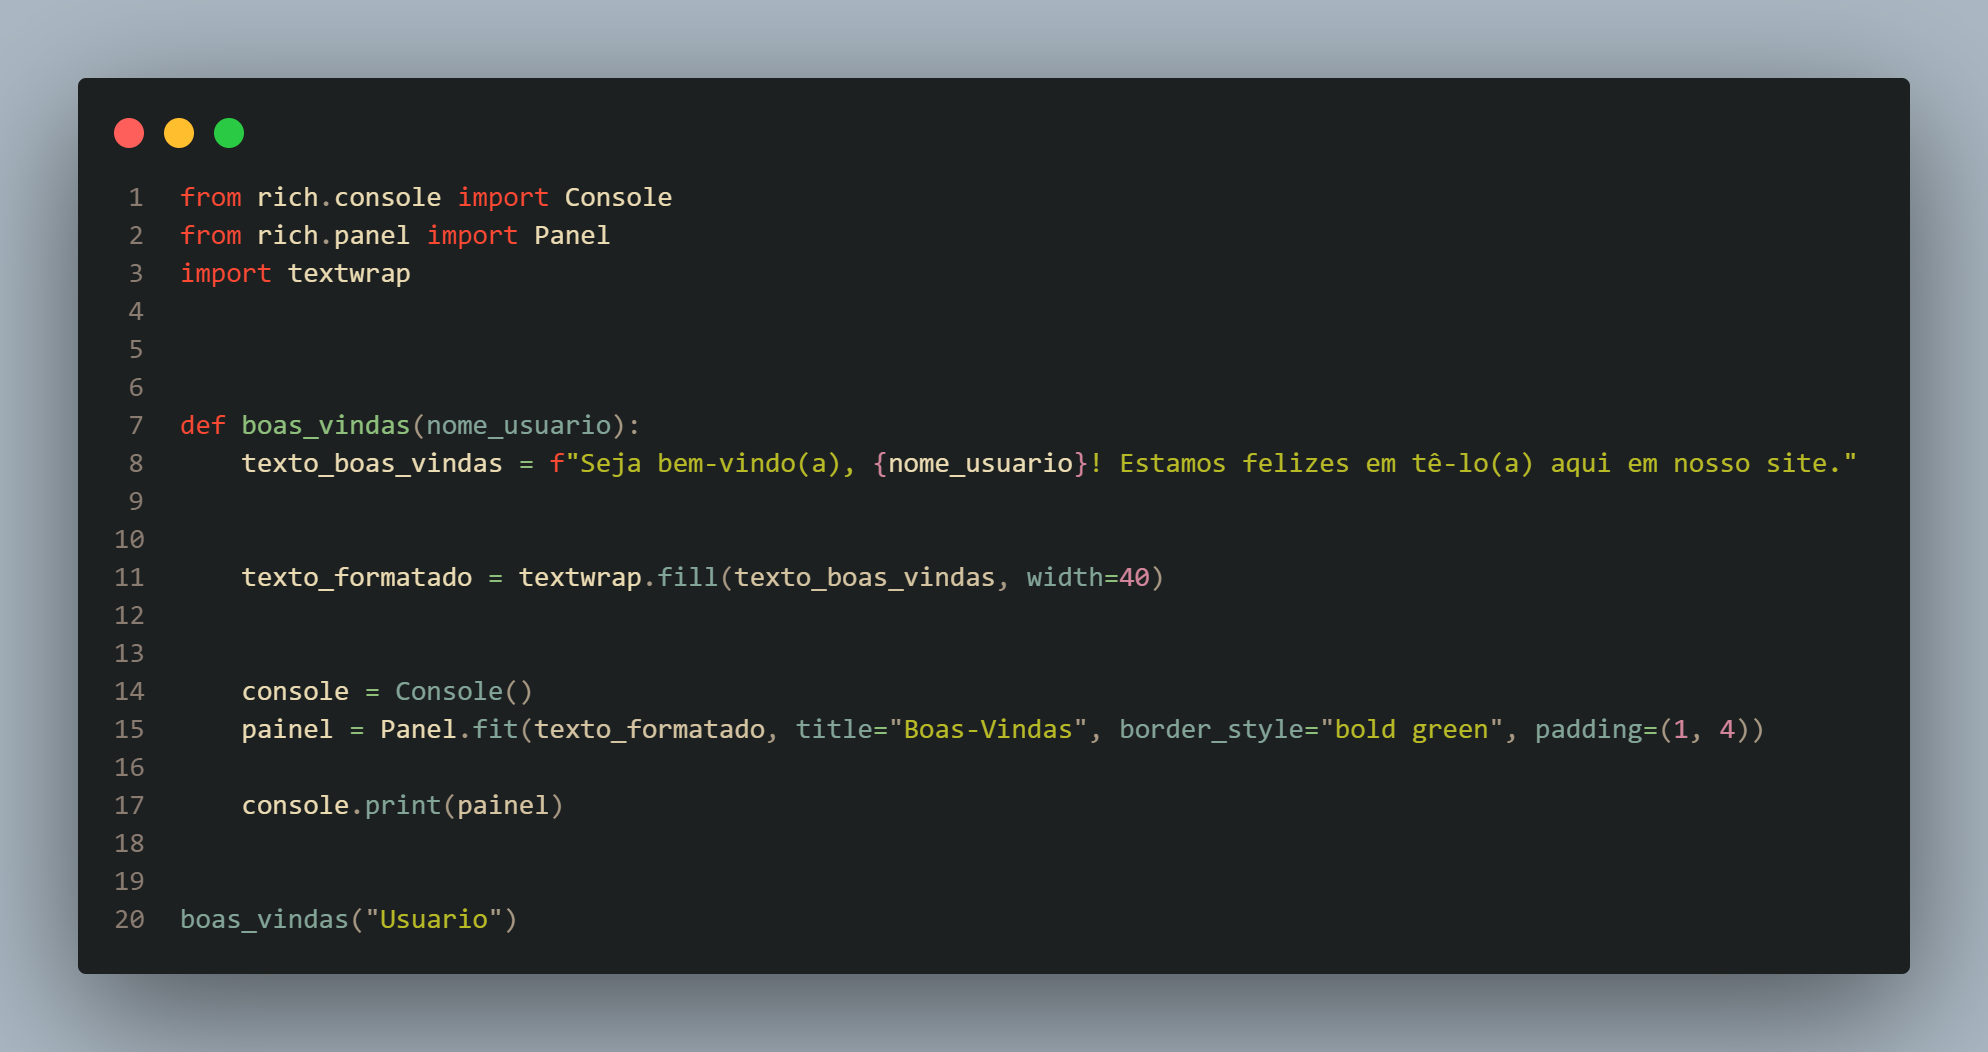 1 from rich.console import Console
2 from rich.panel import Panel
3 import textwrap
4
5
6
7 def boas_vindas(nome_usuario):
8     texto_boas_vindas = f"Seja bem-vindo(a), {nome_usuario}! Estamos felizes em tê-lo(a) aqui em nosso site."
9
10
11     texto_formatado = textwrap.fill(texto_boas_vindas, width=40)
12
13
14     console = Console()
15     painel = Panel.fit(texto_formatado, title="Boas-Vindas", border_style="bold green", padding=(1, 4))
16
17     console.print(painel)
18
19
20 boas_vindas("Usuario")